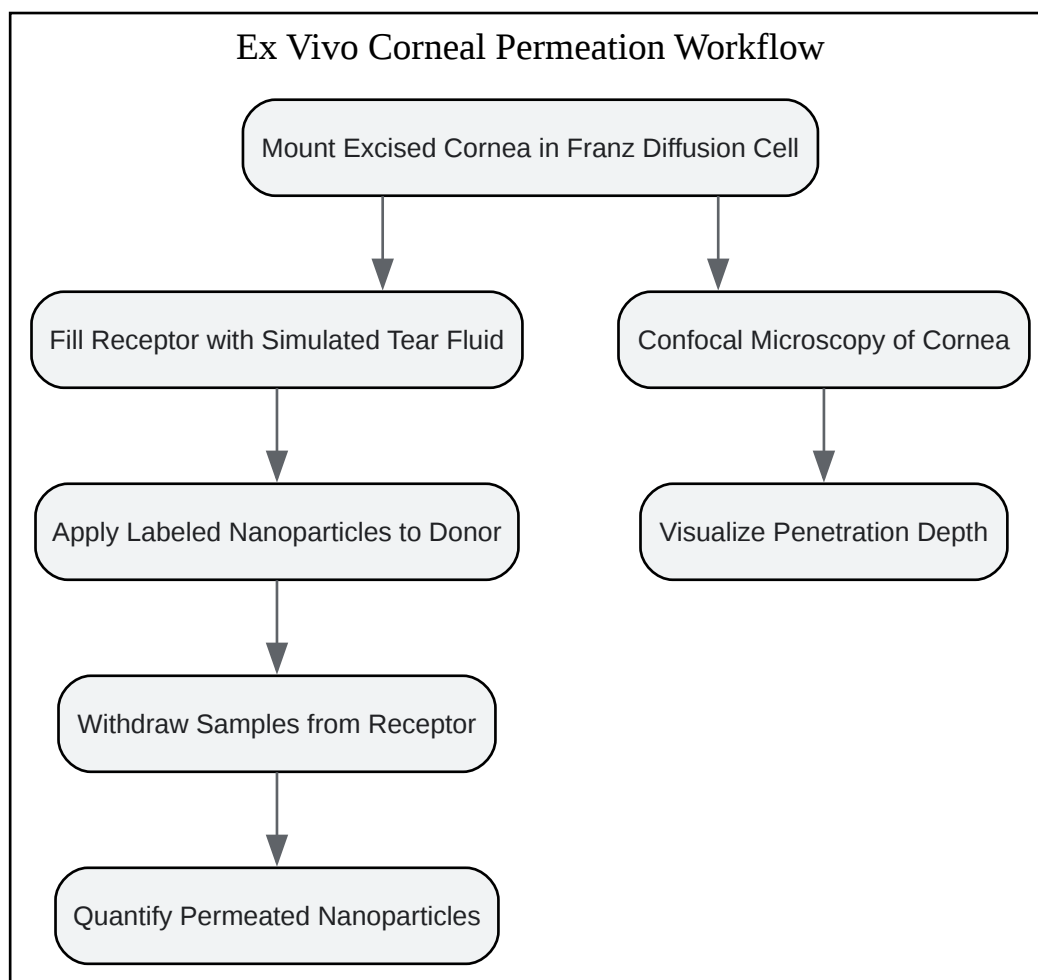 Ex Vivo Corneal Permeation Workflow
Mount Excised Cornea in Franz Diffusion Cell
Fill Receptor with Simulated Tear Fluid
Confocal Microscopy of Cornea
Apply Labeled Nanoparticles to Donor
Visualize Penetration Depth
Withdraw Samples from Receptor
Quantify Permeated Nanoparticles